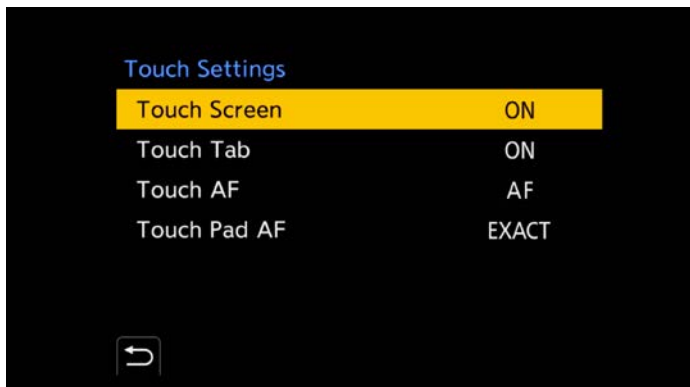 Touch Settings
Touch Screen ON
Touch Tab ON
Touch AF AF
Touch Pad AF EXACT